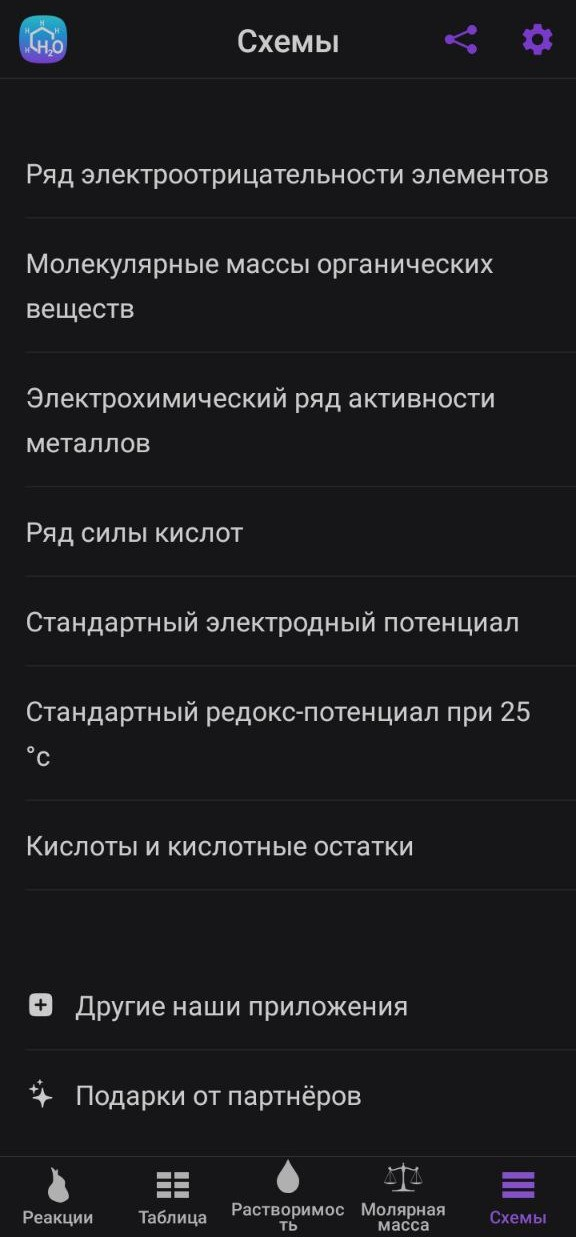 Схемы
Ряд электроотрицательности элементов
Молекулярные массы органических
веществ
Электрохимический ряд активности
металлов
Ряд силы кислот
Стандартный электродный потенциал
Стандартный редокс-потенциал при 25
°с
Кислоты и кислотные остатки
Другие наши приложения
Подарки от партнёров
Реакции
Таблица
Растворимос
ть
Молярная
масса
Схемы